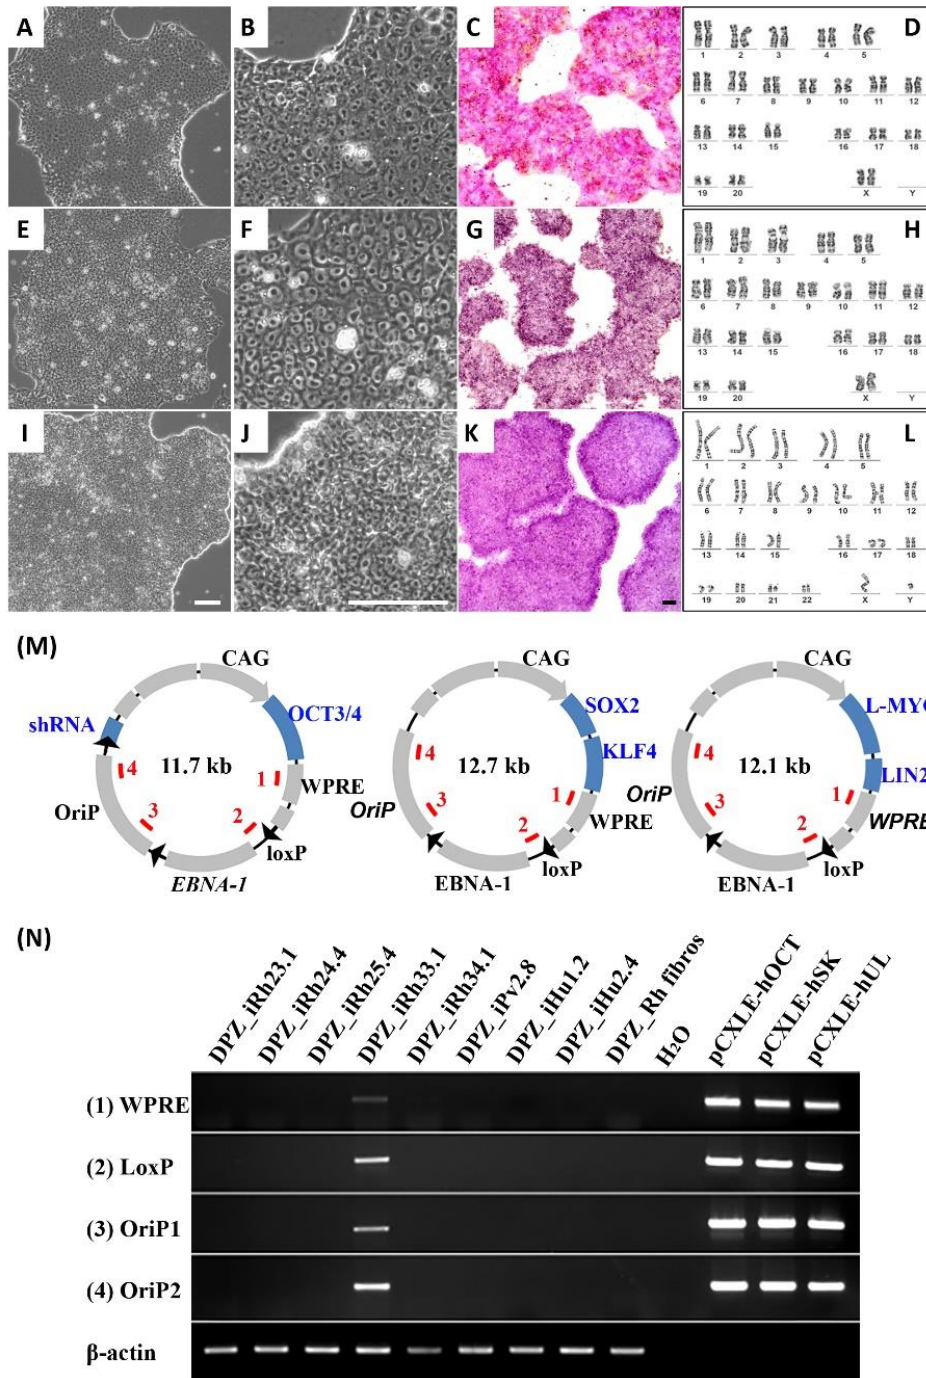 A B C D
1 2 3 4 5
6 7 8 9 10 11 12
13 14 15 16 17 18
19 20 X Y
E F G H
1 2 3 4 5
6 7 8 9 10 11 12
13 14 15 16 17 18
19 20 X Y
I J K L
1 2 3 4 5
6 7 8 9 10 11 12
13 14 15 16 17 18
19 20 21 22 X Y
(M)
CAG
OCT3/4
shRNA
11.7 kb
4
1
WPRE
OriP
3
2
loxP
EBNA-1
CAG
SOX2
KLF4
4
12.7 kb
OriP
3
1
WPRE
2
loxP
EBNA-1
CAG
L-MYC
4
12.1 kb
LIN2
OriP
3
1
WPRE
2
loxP
EBNA-1
(N)
DPZ_iRh23.1
DPZ_iRh24.4
DPZ_iRh25.4
DPZ_iRh33.1
DPZ_iRh34.1
DPZ_iPv2.8
DPZ_iHu1.2
DPZ_iHu2.4
DPZ_Rh fibros
H₂O
pCXLE-hOCT
pCXLE-hSK
pCXLE-hUL
(1) WPRE
(2) LoxP
(3) OriP1
(4) OriP2
β-actin